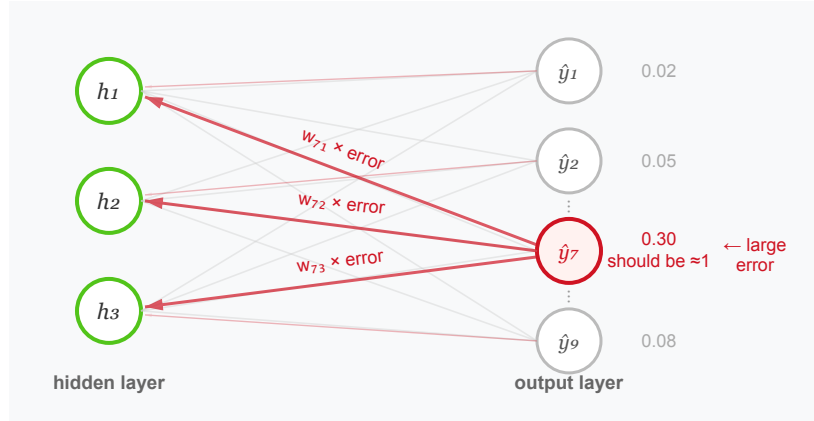 ŷ1 0.02
h1
w71 × error
ŷ2 0.05
h2
w72 × error
ŷ7 0.30 ← large
should be ≈1 error
w73 × error
h3
ŷ9 0.08
hidden layer output layer